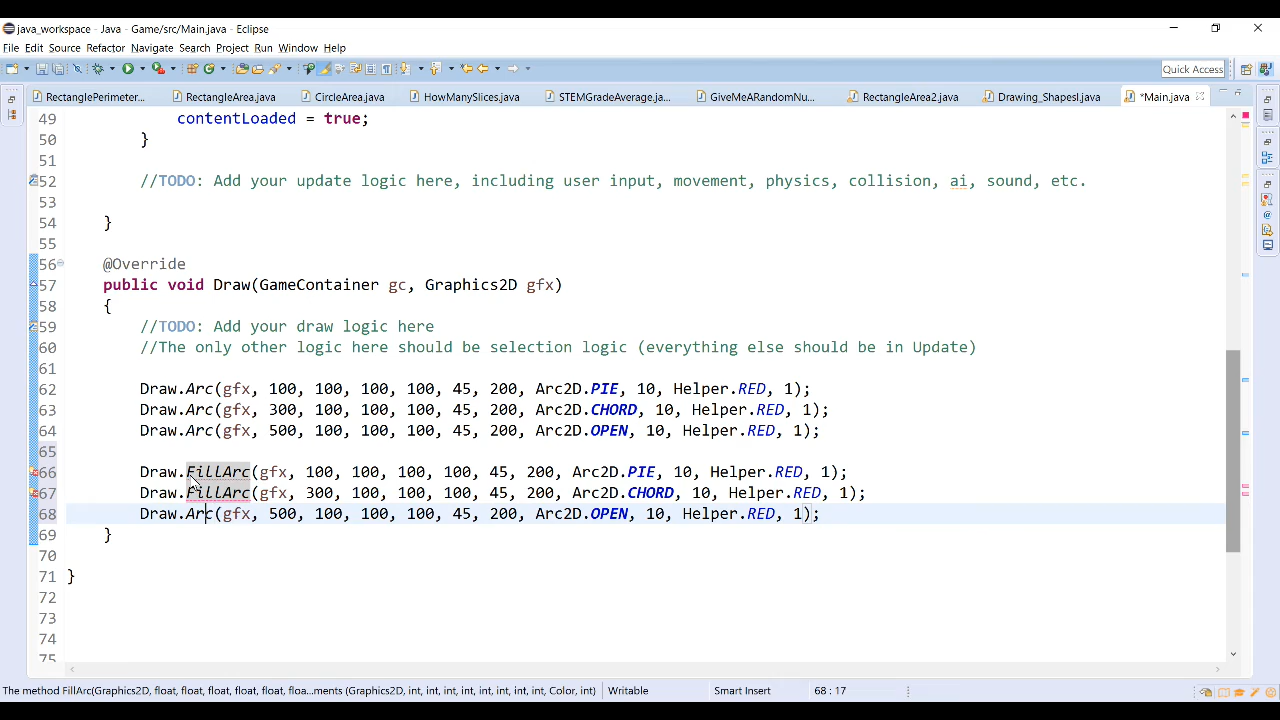 java_workspace - Java - Game/src/Main.java - Eclipse
File Edit Source Refactor Navigate Search Project Run Window Help
Quick Access
RectanglePerimeter... RectangleArea.java CircleArea.java HowManySlices.java STEMGradeAverage.ja... GiveMeARandomNu... RectangleArea2.java Drawing_Shapesl.java *Main.java
49 contentLoaded = true;
50 }
51
52 //TODO: Add your update logic here, including user input, movement, physics, collision, ai, sound, etc.
53
54 }
55
56 @Override
57 public void Draw(GameContainer gc, Graphics2D gfx)
58 {
59 //TODO: Add your draw logic here
60 //The only other logic here should be selection logic (everything else should be in Update)
61
62 Draw.Arc(gfx, 100, 100, 100, 100, 45, 200, Arc2D.PIE, 10, Helper.RED, 1);
63 Draw.Arc(gfx, 300, 100, 100, 100, 45, 200, Arc2D.CHORD, 10, Helper.RED, 1);
64 Draw.Arc(gfx, 500, 100, 100, 100, 45, 200, Arc2D.OPEN, 10, Helper.RED, 1);
65
66 Draw.FillArc(gfx, 100, 100, 100, 100, 45, 200, Arc2D.PIE, 10, Helper.RED, 1);
67 Draw.FillArc(gfx, 300, 100, 100, 100, 45, 200, Arc2D.CHORD, 10, Helper.RED, 1);
68 Draw.Arc(gfx, 500, 100, 100, 100, 45, 200, Arc2D.OPEN, 10, Helper.RED, 1);
69 }
70
71 }
72
73
74
75
The method FillArc(Graphics2D, float, float, float, float, floa...ments (Graphics2D, int, int, int, int, int, int, int, int, Color, int) Writable Smart Insert 68 : 17